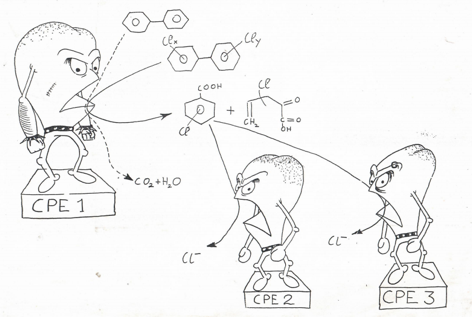 Clx
Cly
COOH
Cl
+
Cl
O
CH2
C=O
OH
CO2+H2O
CPE 1
Cl-
Cl-
CPE 2
CPE 3